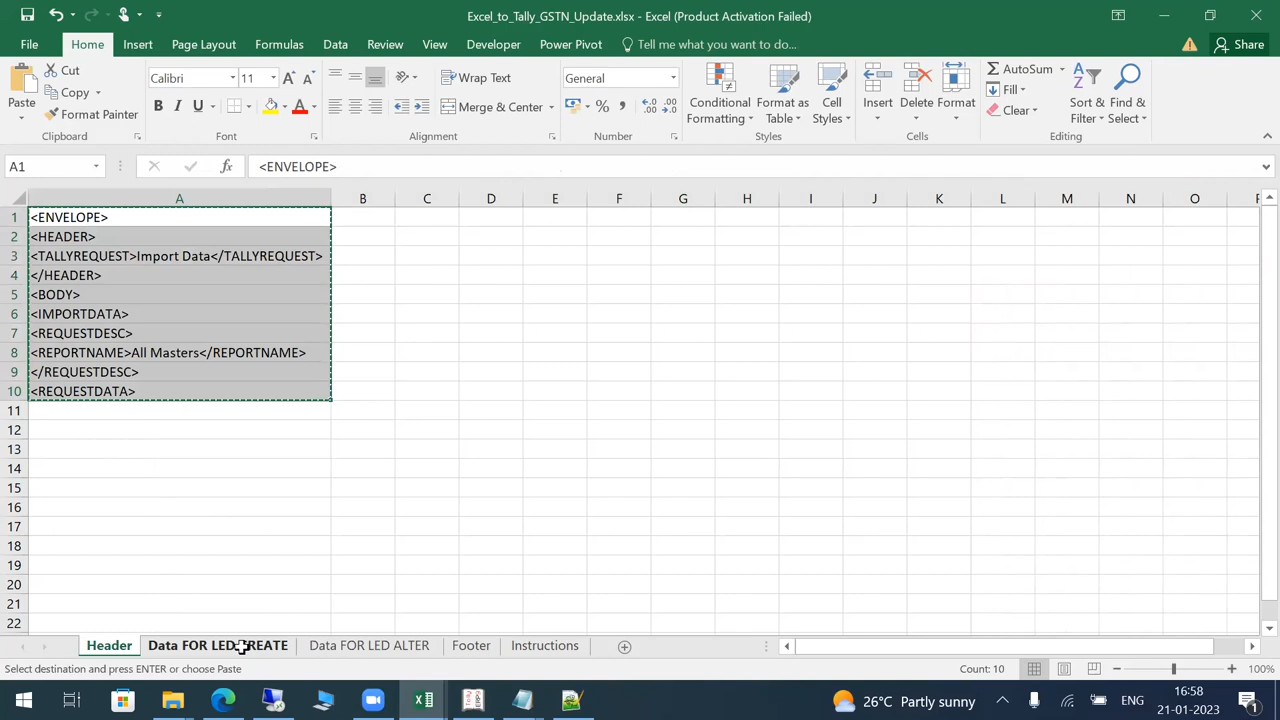 Excel_to_Tally_GSTN_Update.xlsx - Excel (Product Activation Failed)
File Home Insert Page Layout Formulas Data Review View Developer Power Pivot Tell me what you want to do... Share
Paste Cut Copy Format Painter
Calibri 11
B I U A
Wrap Text
Merge & Center
General
% ,
Conditional Formatting Format as Table Cell Styles
Insert Delete Format
AutoSum Fill Clear
Sort & Filter Find & Select
Clipboard Font Alignment Number Styles Cells Editing
A1 fx <ENVELOPE>
A B C D E F G H I J K L M N O
1 <ENVELOPE>
2 <HEADER>
3 <TALLYREQUEST>Import Data</TALLYREQUEST>
4 </HEADER>
5 <BODY>
6 <IMPORTDATA>
7 <REQUESTDESC>
8 <REPORTNAME>All Masters</REPORTNAME>
9 </REQUESTDESC>
10 <REQUESTDATA>
11
12
13
14
15
16
17
18
19
20
21
22
Header Data FOR LED CREATE Data FOR LED ALTER Footer Instructions
Select destination and press ENTER or choose Paste Count: 10 100%
26°C Partly sunny ENG 16:58
21-01-2023 1